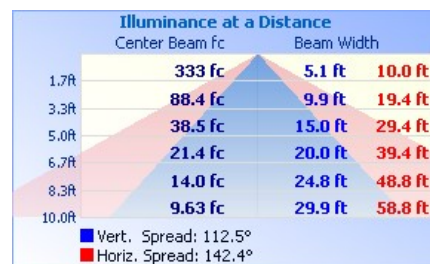 Illuminance at a Distance
Center Beam fc Beam Width
1.7ft 333 fc 5.1 ft 10.0 ft
3.3ft 88.4 fc 9.9 ft 19.4 ft
5.0ft 38.5 fc 15.0 ft 29.4 ft
6.7ft 21.4 fc 20.0 ft 39.4 ft
8.3ft 14.0 fc 24.8 ft 48.8 ft
10.0ft 9.63 fc 29.9 ft 58.8 ft
Vert. Spread: 112.5°
Horiz. Spread: 142.4°